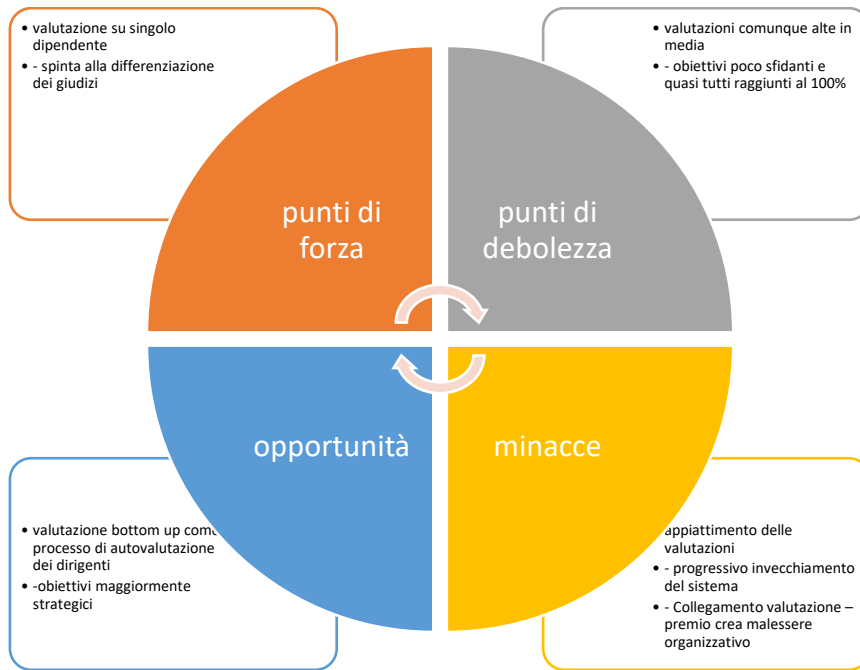 • valutazione su singolo
dipendente
• - spinta alla differenziazione
dei giudizi
• valutazioni comunque alte in
media
• - obiettivi poco sfidanti e
quasi tutti raggiunti al 100%
punti di
forza
punti di
debolezza
opportunità
minacce
• valutazione bottom up come
processo di autovalutazione
dei dirigenti
• -obiettivi maggiormente
strategici
appiattimento delle
valutazioni
• - progressivo invecchiamento
del sistema
• - Collegamento valutazione –
premio crea malessere
organizzativo